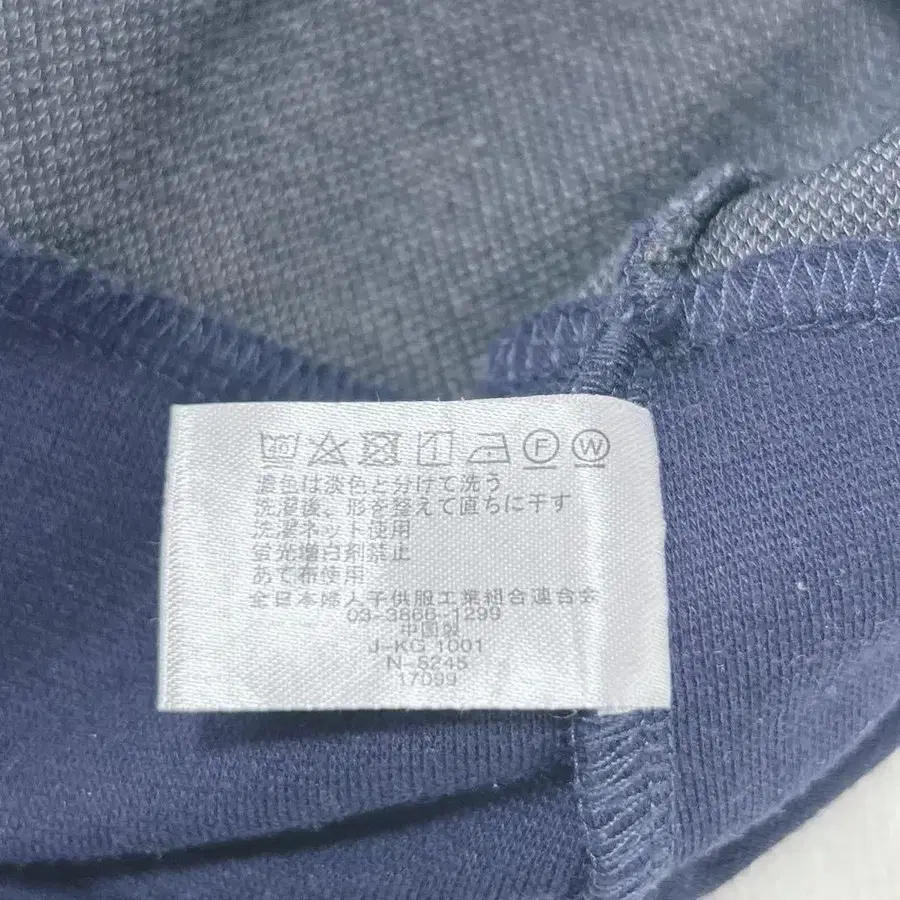 濃色は淡色と分けて洗う
洗濯後、形を整えて直ちに干す
洗濯ネット使用
蛍光増白剤禁止
あて布使用
全日本婦人子供服工業組合連合会
03-3866-1299
中国製
J-KG 1001
N-5245
17099